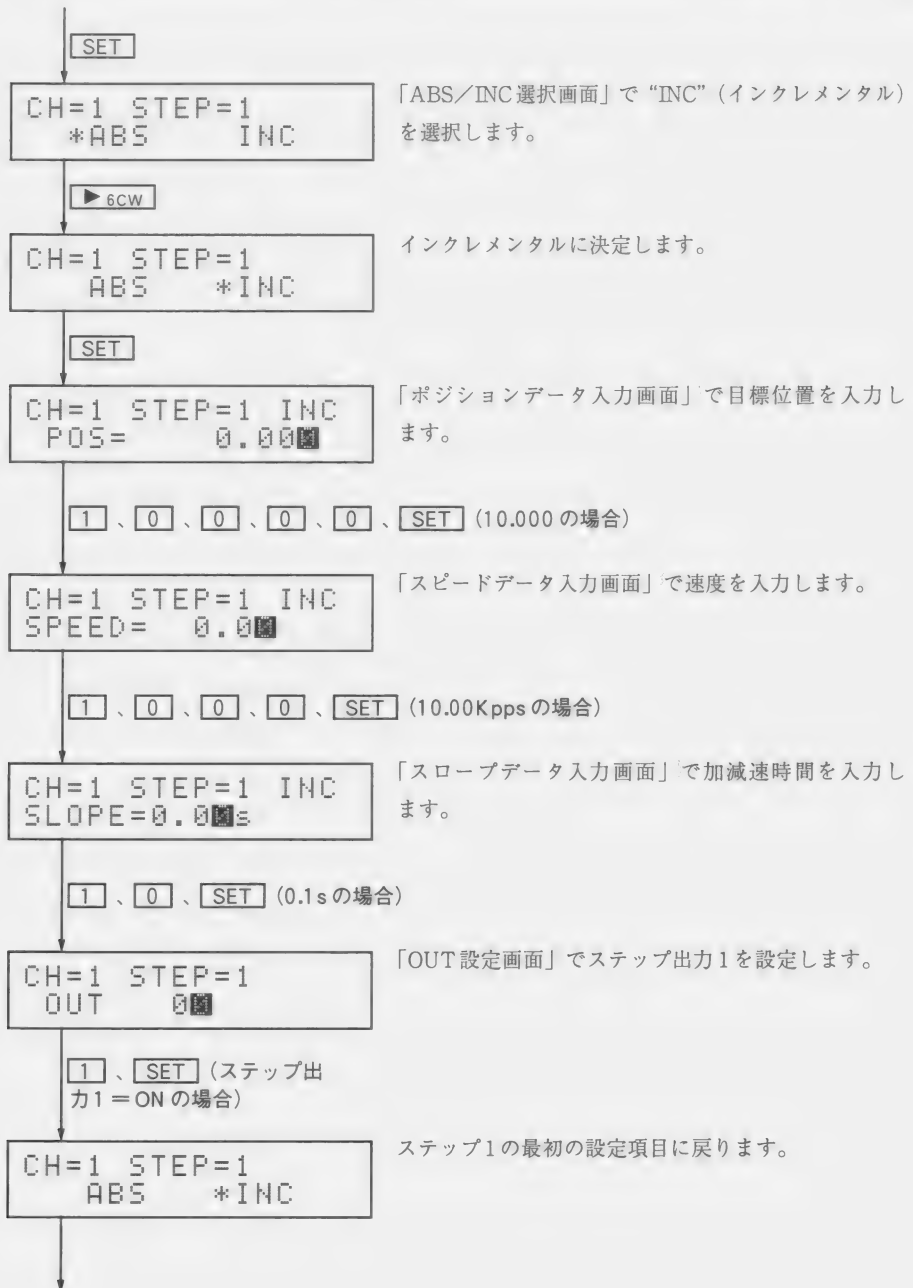 SET
CH=1 STEP=1
*ABS INC
「ABS／INC選択画面」で“INC”（インクレメンタル）
を選択します。
▶6CW
CH=1 STEP=1
ABS *INC
インクレメンタルに決定します。
SET
CH=1 STEP=1 INC
POS= 0.000
「ポジションデータ入力画面」で目標位置を入力し
ます。
1、0、0、0、0、SET（10.000の場合）
CH=1 STEP=1 INC
SPEED= 0.00
「スピードデータ入力画面」で速度を入力します。
1、0、0、0、SET（10.00Kppsの場合）
CH=1 STEP=1 INC
SLOPE=0.00s
「スロープデータ入力画面」で加減速時間を入力し
ます。
1、0、SET（0.1sの場合）
CH=1 STEP=1
OUT 00
「OUT設定画面」でステップ出力1を設定します。
1、SET（ステップ出
力1＝ONの場合）
CH=1 STEP=1
ABS *INC
ステップ1の最初の設定項目に戻ります。